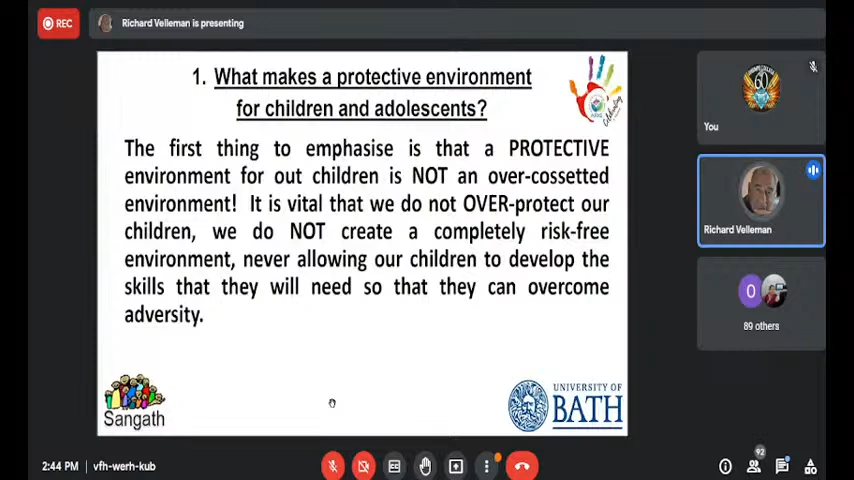 REC
Richard Velleman is presenting
1. What makes a protective environment
for children and adolescents?
The first thing to emphasise is that a PROTECTIVE
environment for out children is NOT an over-cossetted
environment! It is vital that we do not OVER-protect our
children, we do NOT create a completely risk-free
environment, never allowing our children to develop the
skills that they will need so that they can overcome
adversity.
Sangath
UNIVERSITY OF
BATH
60
You
Richard Velleman
O
89 others
2:44 PM
vfh-werh-kub
92